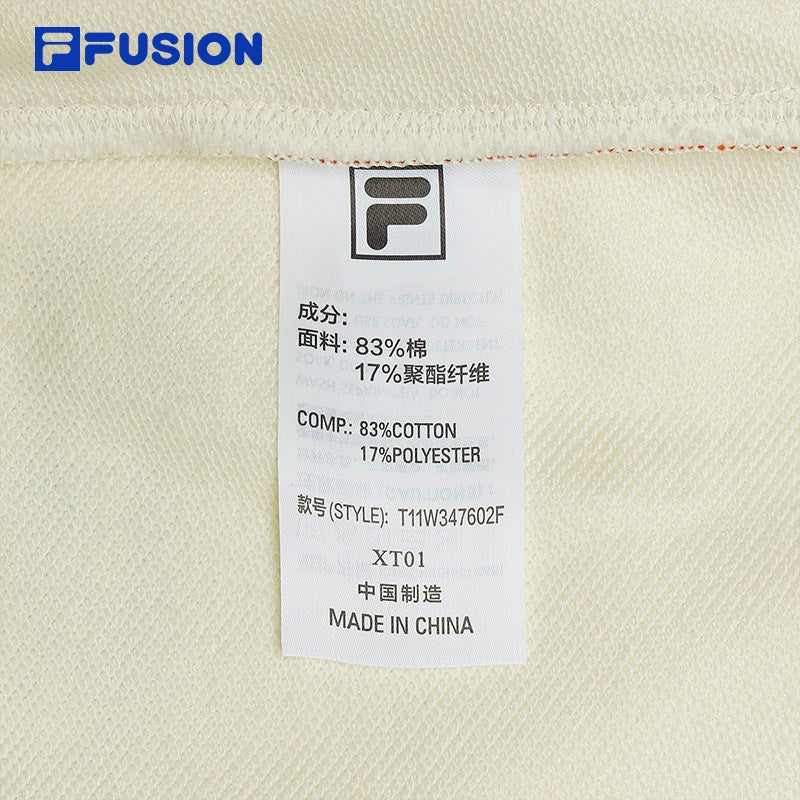 FUSION
成分:
面料: 83%棉
17%聚酯纤维
COMP.: 83%COTTON
17%POLYESTER
款号(STYLE): T11W347602F
XT01
中国制造
MADE IN CHINA